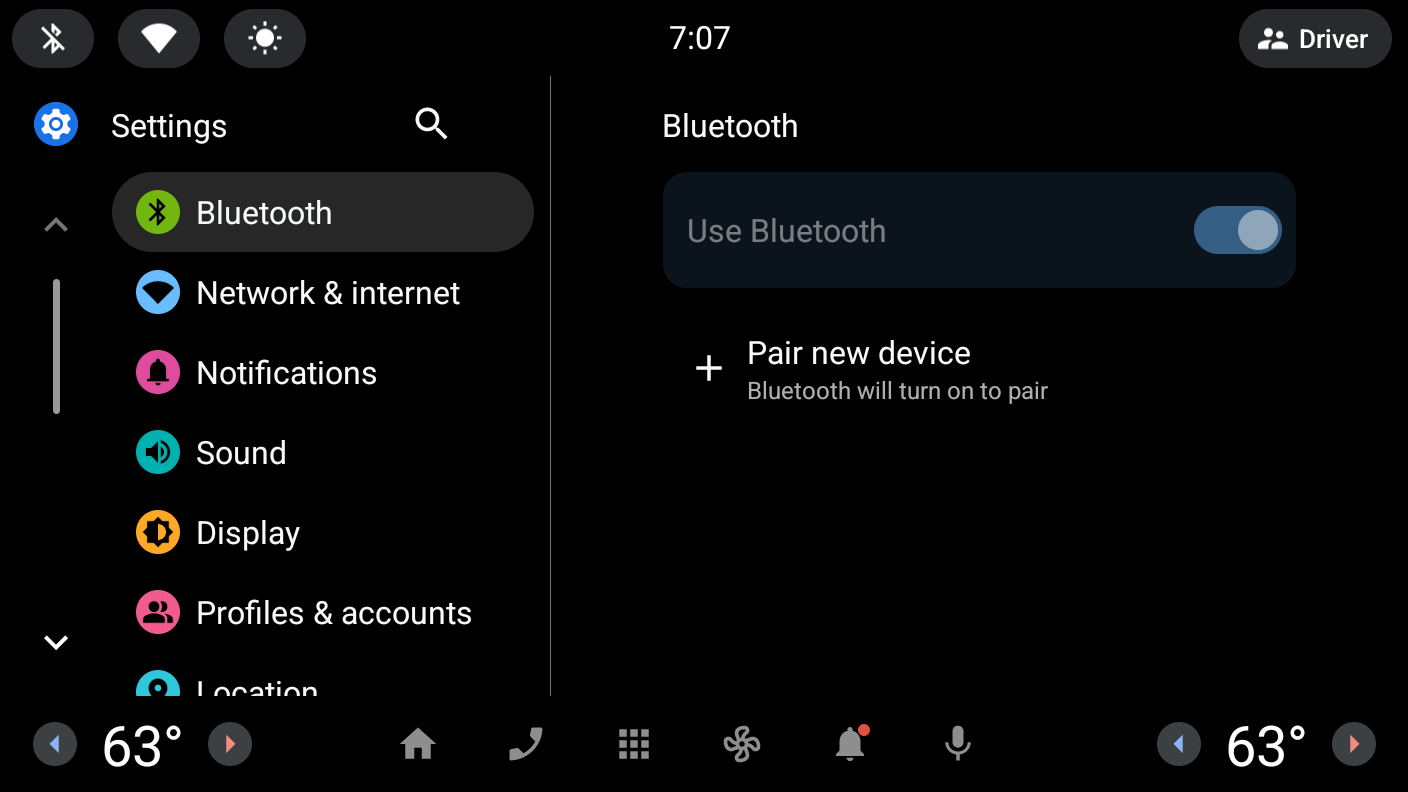 7:07
Driver
Settings
Bluetooth
Network & internet
Notifications
Sound
Display
Profiles & accounts
Location
Bluetooth
Use Bluetooth
Pair new device
Bluetooth will turn on to pair
63°
63°